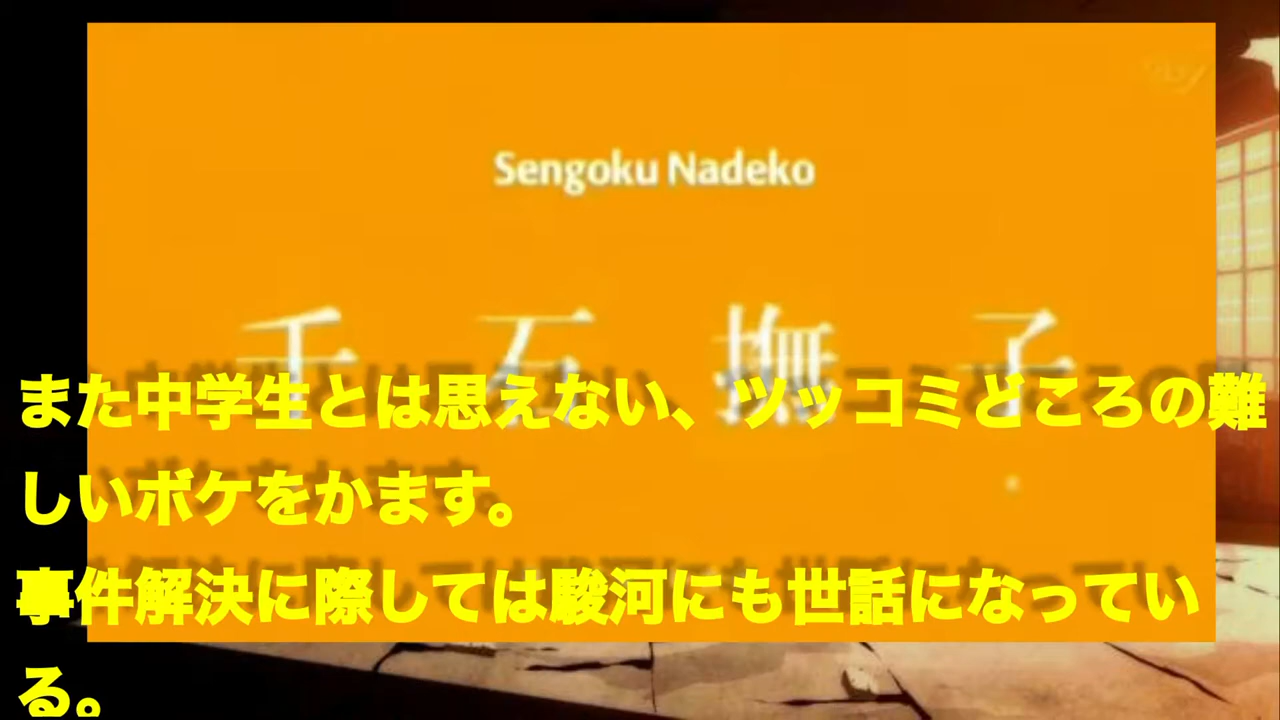 Sengoku Nadeko
千石撫子
また中学生とは思えない、ツッコミどころの難
しいボケをかます。
事件解決に際しては駿河にも世話になってい
る。